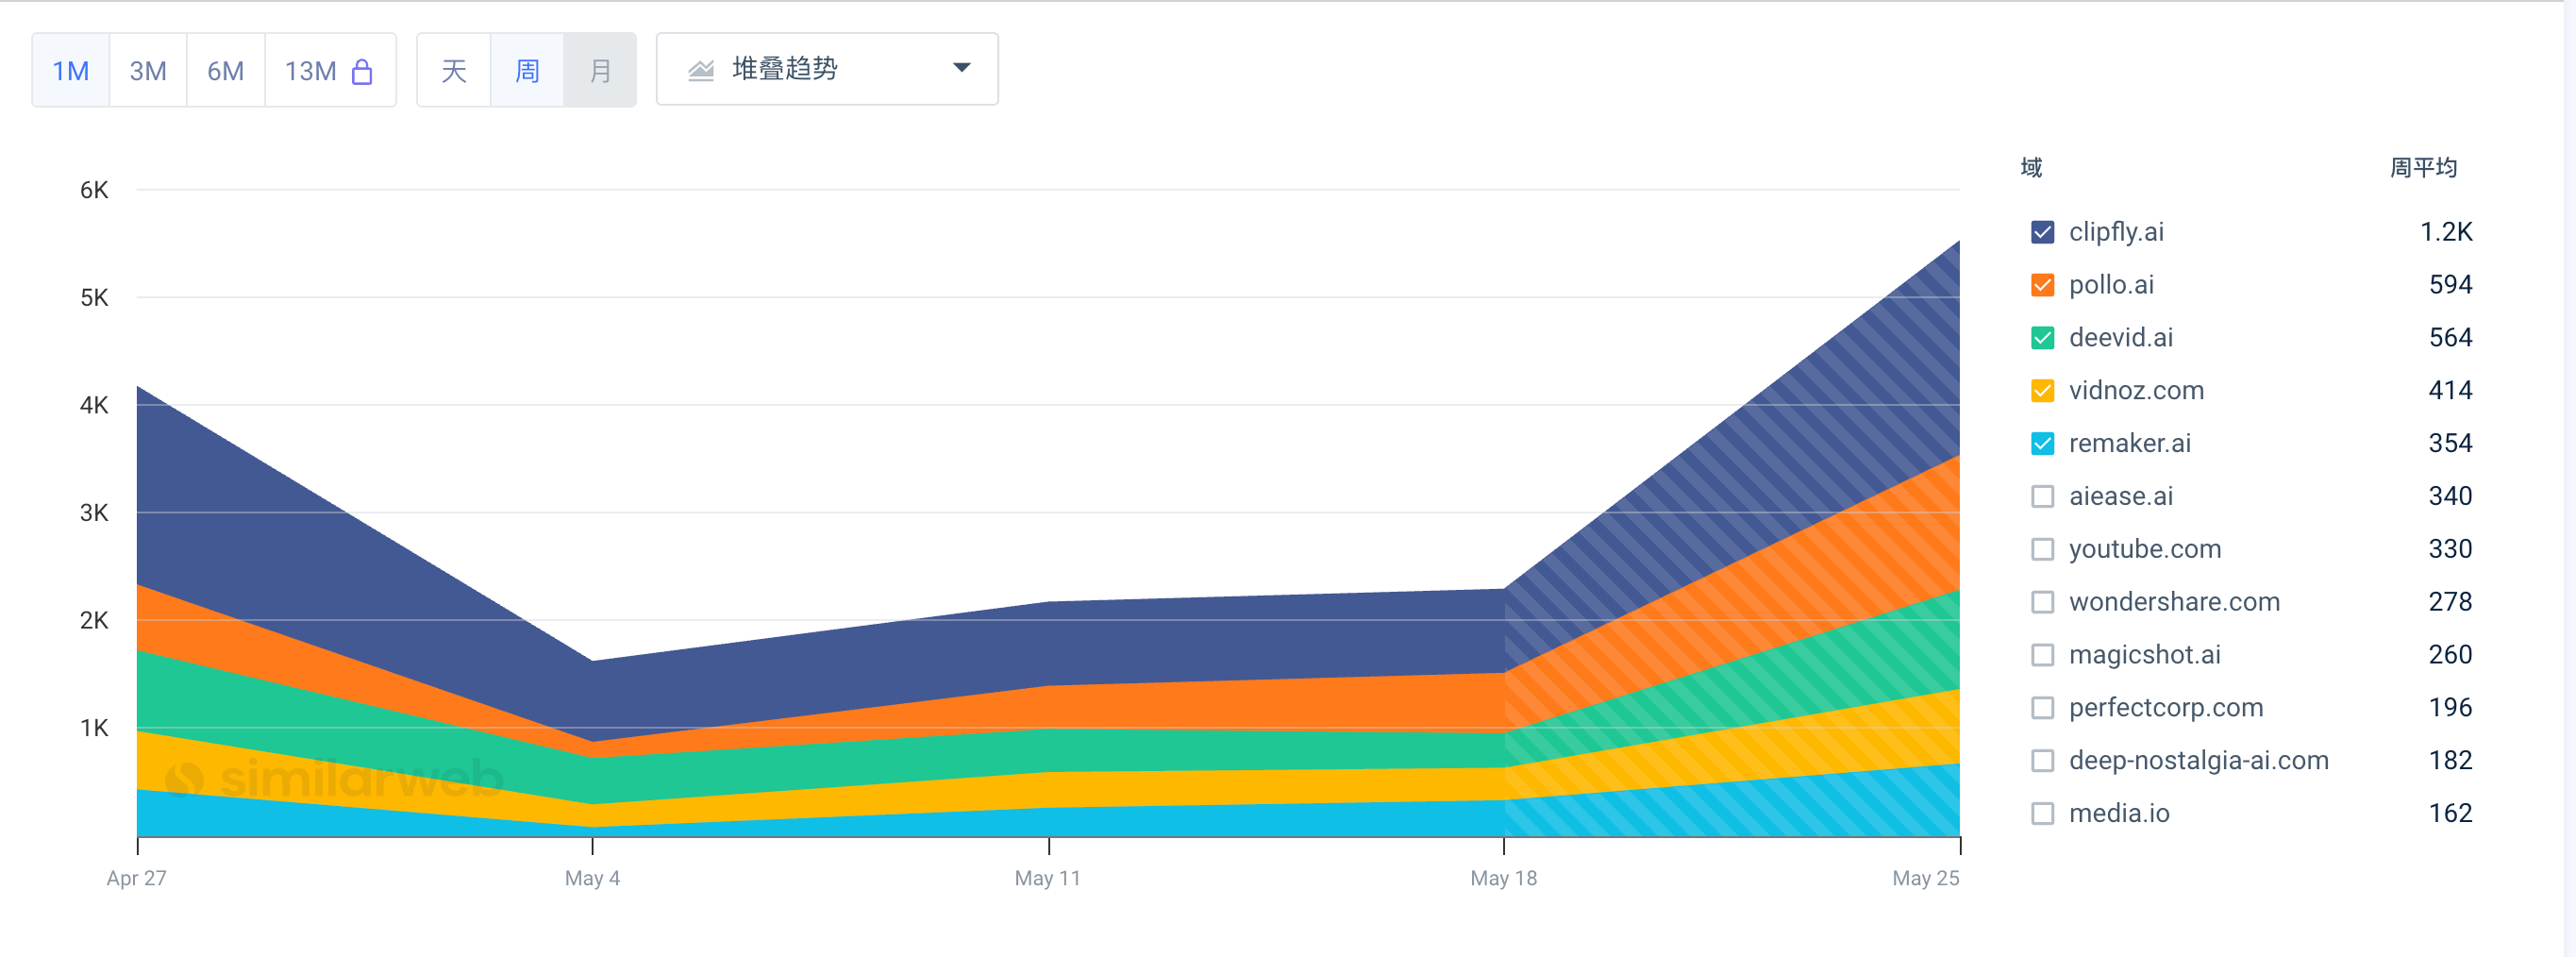 1M 3M 6M 13M 天 周 月 堆叠趋势
域 周平均
6K
5K
4K
3K
2K
1K
clipfly.ai 1.2K
pollo.ai 594
deevid.ai 564
vidnoz.com 414
remaker.ai 354
aiease.ai 340
youtube.com 330
wondershare.com 278
magicshot.ai 260
perfectcorp.com 196
deep-nostalgia-ai.com 182
media.io 162
similarweb
Apr 27 May 4 May 11 May 18 May 25